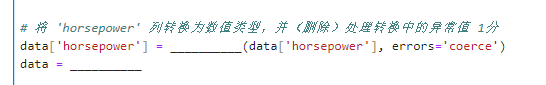 # 将 'horsepower' 列转换为数值类型，并（删除）处理转换中的异常值 1分
data['horsepower'] = __________(data['horsepower'], errors='coerce')
data = __________